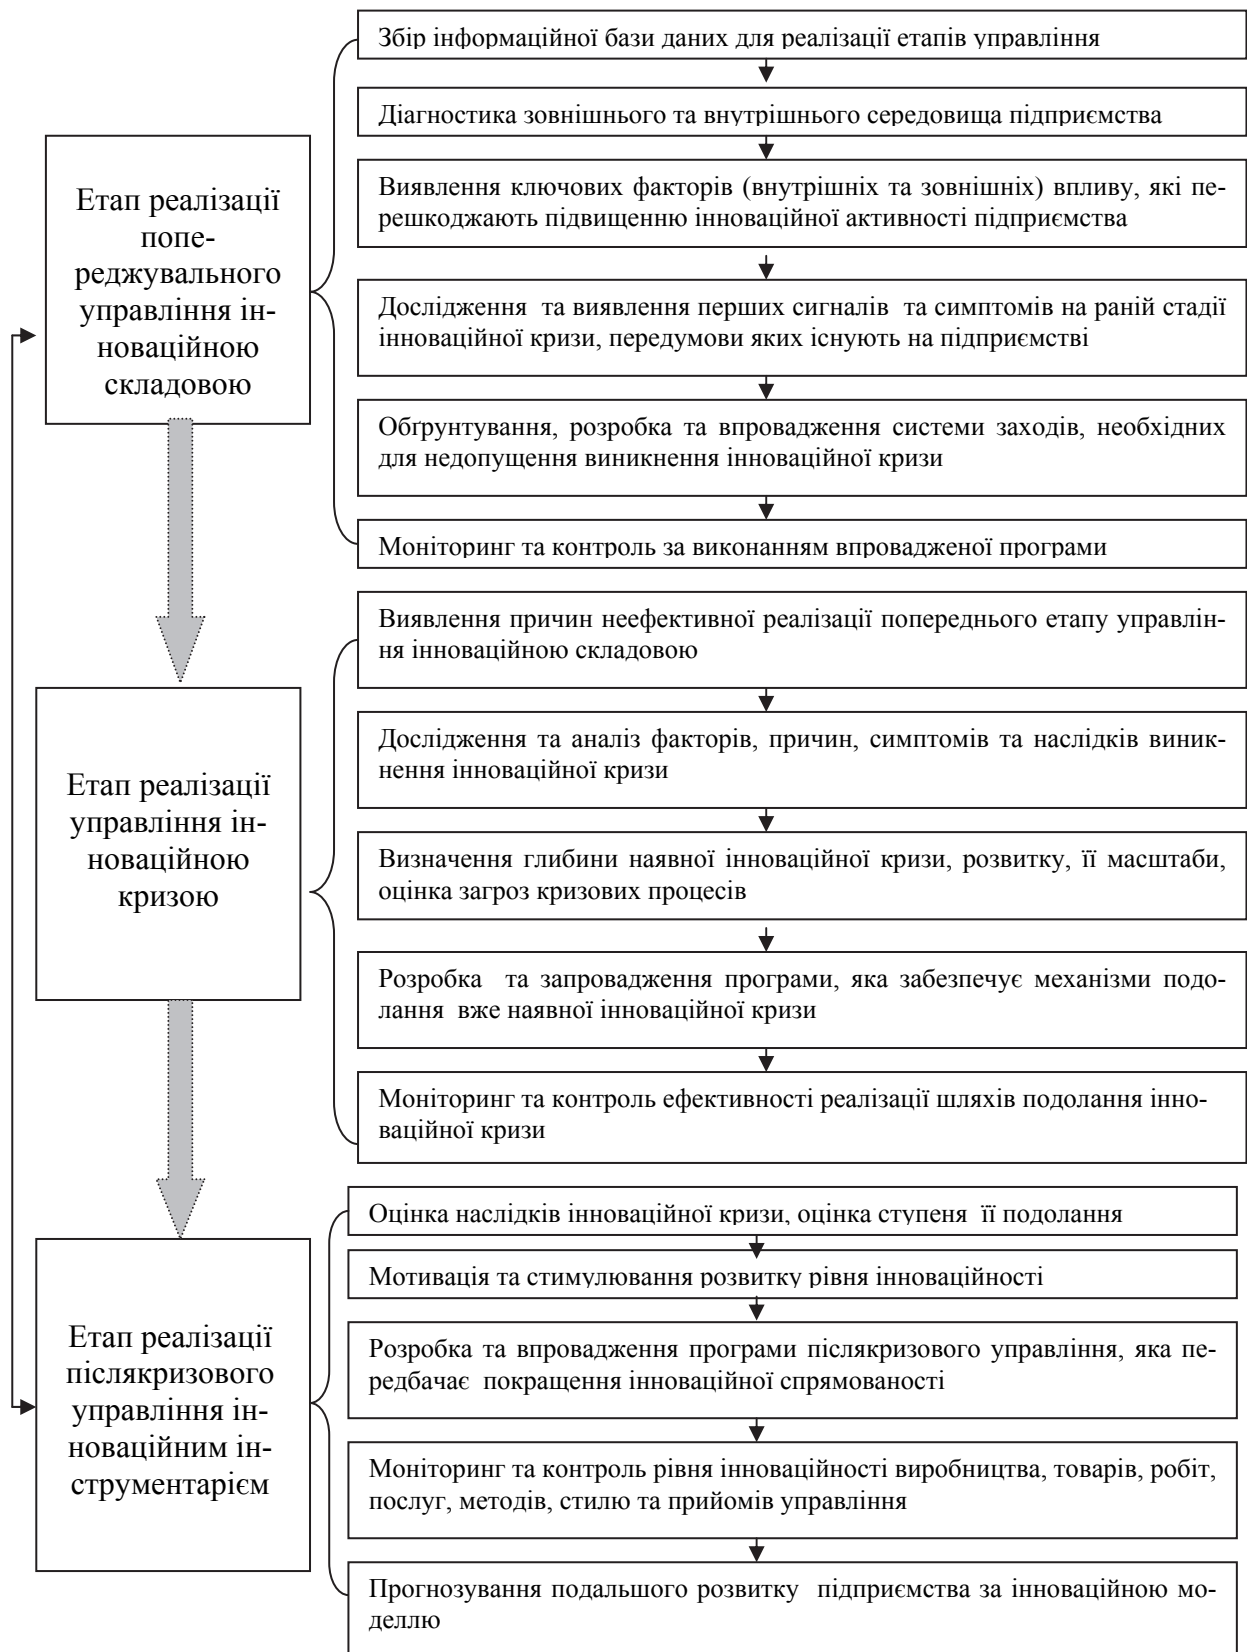 Збір інформаційної бази даних для реалізації етапів управління
Діагностика зовнішнього та внутрішнього середовища підприємства
Етап реалізації
попе-
реджувального
управління ін-
новаційною
складовою
Виявлення ключових факторів (внутрішніх та зовнішніх) впливу, які пе-
решкоджають підвищенню інноваційної активності підприємства
Дослідження та виявлення перших сигналів та симптомів на раній стадії
інноваційної кризи, передумови яких існують на підприємстві
Обґрунтування, розробка та впровадження системи заходів, необхідних
для недопущення виникнення інноваційної кризи
Моніторинг та контроль за виконанням впровадженої програми
Етап реалізації
управління ін-
новаційною
кризою
Виявлення причин неефективної реалізації попереднього етапу управлін-
ня інноваційною складовою
Дослідження та аналіз факторів, причин, симптомів та наслідків виник-
нення інноваційної кризи
Визначення глибини наявної інноваційної кризи, розвитку, її масштаби,
оцінка загроз кризових процесів
Розробка та запровадження програми, яка забезпечує механізми подо-
лання вже наявної інноваційної кризи
Моніторинг та контроль ефективності реалізації шляхів подолання інно-
ваційної кризи
Етап реалізації
післякризового
управління ін-
новаційним ін-
струментарієм
Оцінка наслідків інноваційної кризи, оцінка ступеня її подолання
Мотивація та стимулювання розвитку рівня інноваційності
Розробка та впровадження програми післякризового управління, яка пе-
редбачає покращення інноваційної спрямованості
Моніторинг та контроль рівня інноваційності виробництва, товарів, робіт,
послуг, методів, стилю та прийомів управління
Прогнозування подальшого розвитку підприємства за інноваційною мо-
деллю